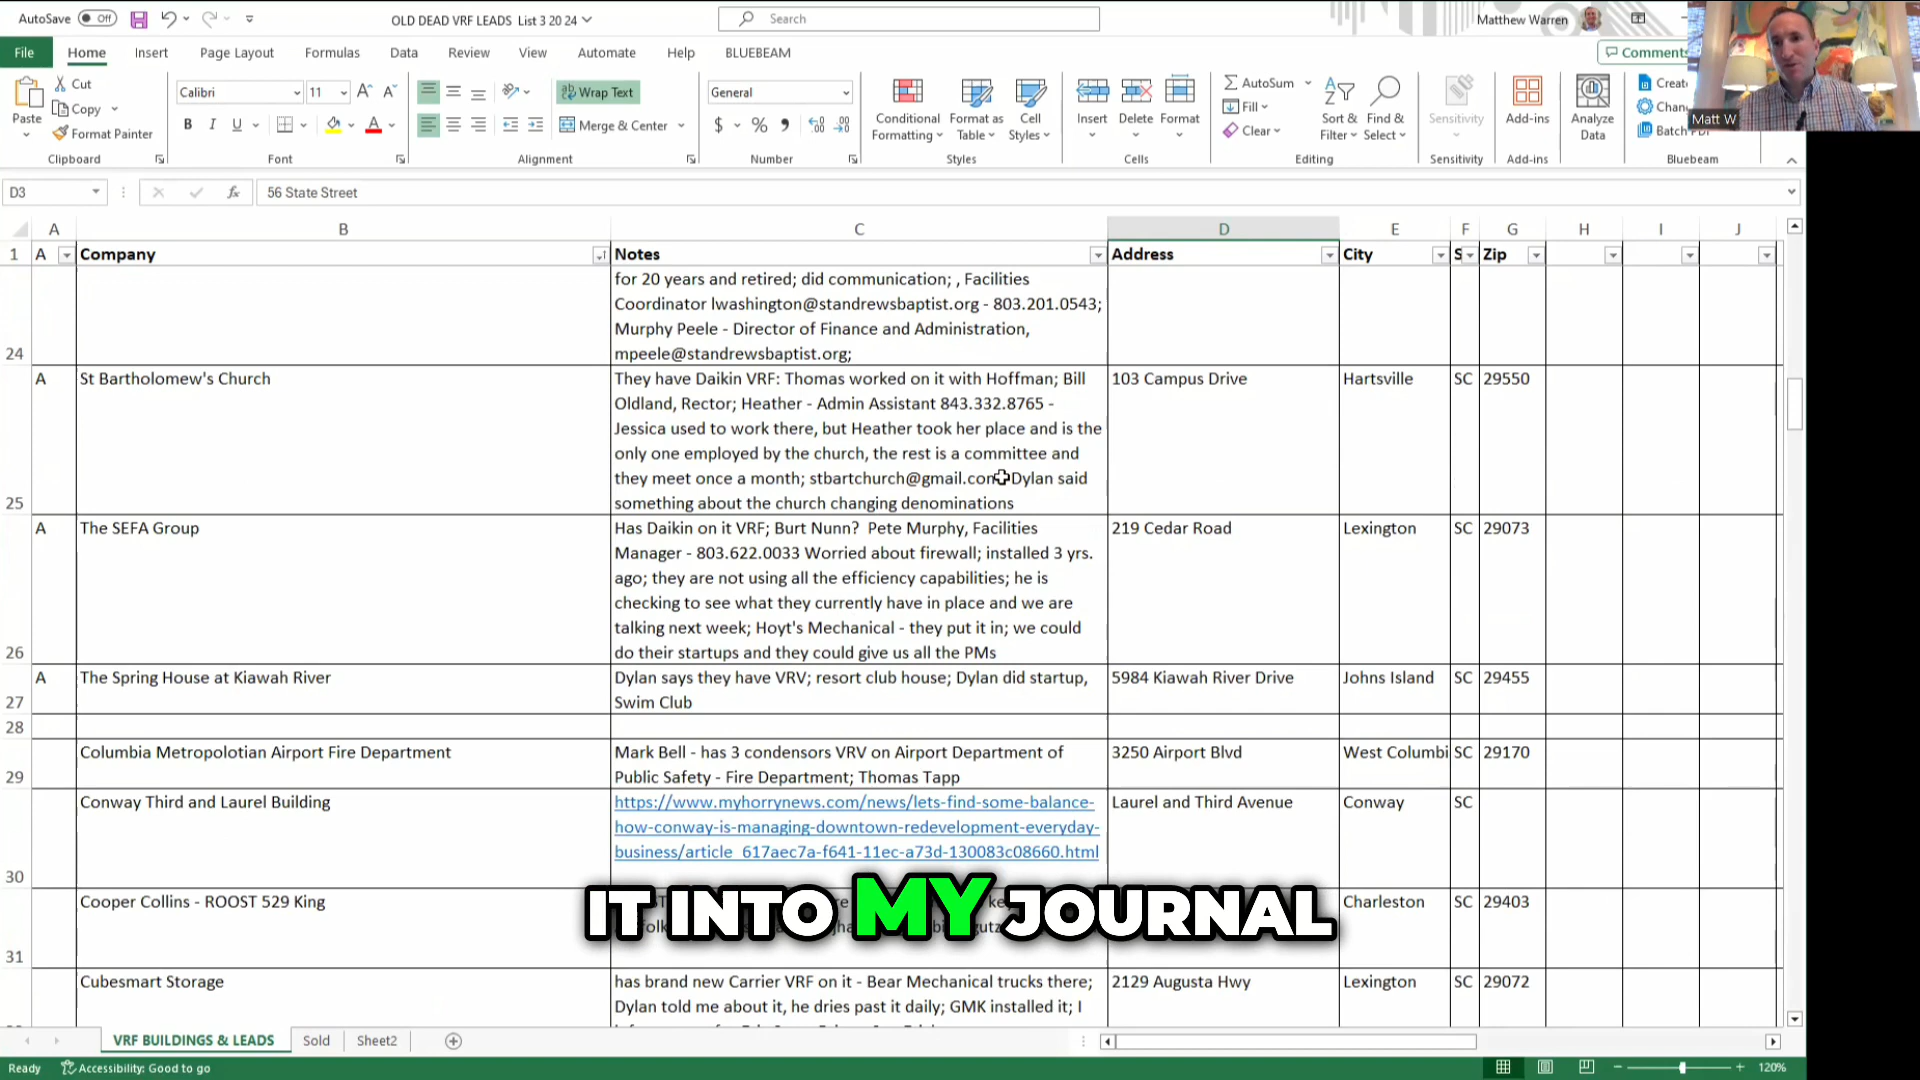 AutoSave Off OLD DEAD VRF LEADS List 3 20 24 Search Matthew Warren
File Home Insert Page Layout Formulas Data Review View Automate Help BLUEBEAM Comments
Paste Cut Copy Format Painter Clipboard
Calibri 11 B I U Font
Wrap Text Merge & Center Alignment
General $ % Number
Conditional Formatting Format as Table Cell Styles Styles
Insert Delete Format Cells
AutoSum Fill Clear Sort & Filter Find & Select Editing
Sensitivity Sensitivity
Add-ins Add-ins
Analyze Data
Bluebeam
Matt W
D3 fx 56 State Street
A B C D E F G H I J
1 A Company Notes Address City S Zip
for 20 years and retired; did communication; , Facilities
Coordinator lwashington@standrewsbaptist.org - 803.201.0543;
Murphy Peele - Director of Finance and Administration,
24 mpeele@standrewsbaptist.org;
A St Bartholomew's Church They have Daikin VRF: Thomas worked on it with Hoffman; Bill 103 Campus Drive Hartsville SC 29550
Oldland, Rector; Heather - Admin Assistant 843.332.8765 -
Jessica used to work there, but Heather took her place and is the
only one employed by the church, the rest is a committee and
they meet once a month; stbartchurch@gmail.com Dylan said
25 something about the church changing denominations
A The SEFA Group Has Daikin on it VRF; Burt Nunn? Pete Murphy, Facilities 219 Cedar Road Lexington SC 29073
Manager - 803.622.0033 Worried about firewall; installed 3 yrs.
ago; they are not using all the efficiency capabilities; he is
checking to see what they currently have in place and we are
talking next week; Hoyt's Mechanical - they put it in; we could
26 do their startups and they could give us all the PMs
A The Spring House at Kiawah River Dylan says they have VRV; resort club house; Dylan did startup, 5984 Kiawah River Drive Johns Island SC 29455
27 Swim Club
28
Columbia Metropolotian Airport Fire Department Mark Bell - has 3 condensors VRV on Airport Department of 3250 Airport Blvd West Columbi SC 29170
29 Public Safety - Fire Department; Thomas Tapp
Conway Third and Laurel Building https://www.myhorrynews.com/news/lets-find-some-balance- Laurel and Third Avenue Conway SC
how-conway-is-managing-downtown-redevelopment-everyday-
30 business/article_617aec7a-f641-11ec-a73d-130083c08660.html
Cooper Collins - ROOST 529 King Charleston SC 29403
31
IT INTO MY JOURNAL
Cubesmart Storage has brand new Carrier VRF on it - Bear Mechanical trucks there; 2129 Augusta Hwy Lexington SC 29072
Dylan told me about it, he dries past it daily; GMK installed it; I
VRF BUILDINGS & LEADS Sold Sheet2
Ready Accessibility: Good to go 120%